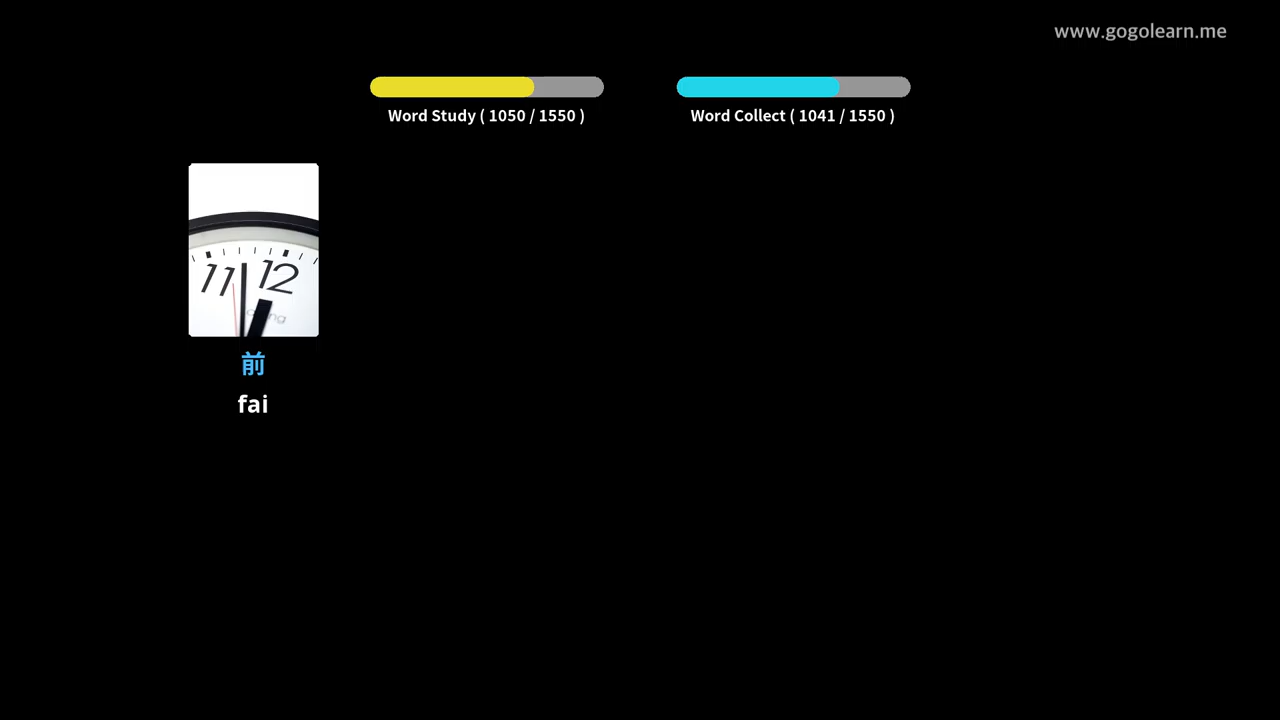 www.gogolearn.me
Word Study ( 1050 / 1550 )
Word Collect ( 1041 / 1550 )
11 12
前
fai